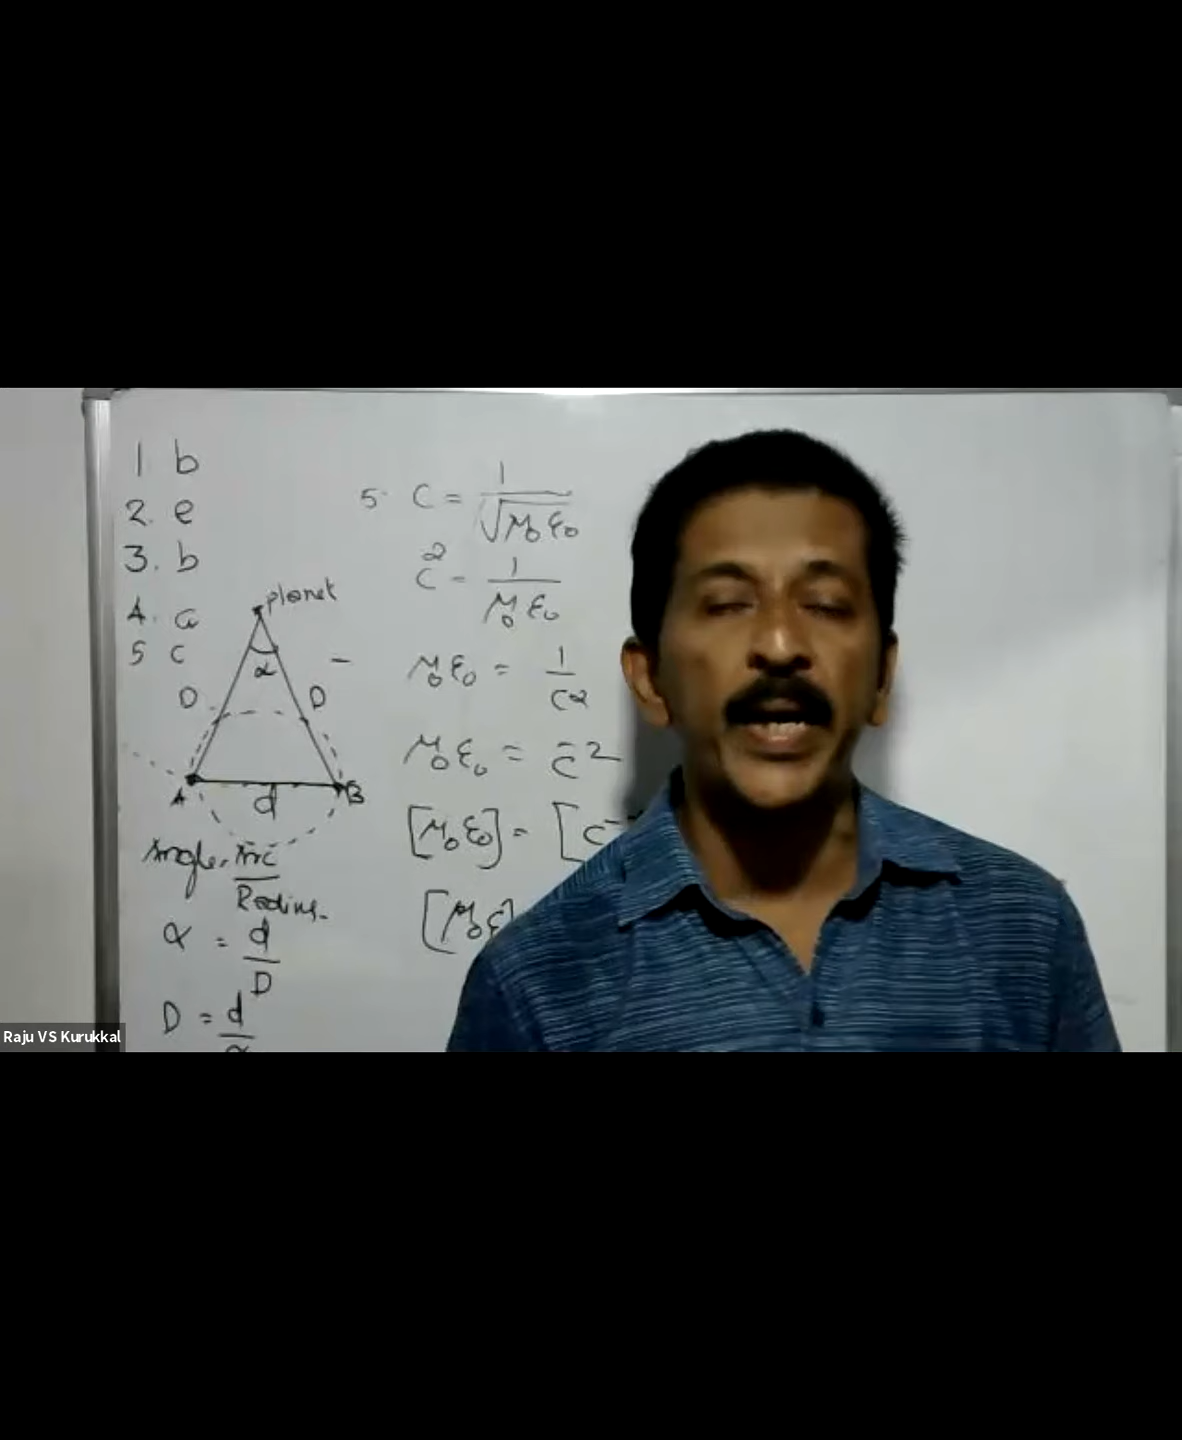 1 b
2. e
3. b
4. a
5 c
planet
α
D D
A d B
Angle = Arc / Radius
α = d / D
D = d / α
5. C = 1 / √μ₀ε₀
C² = 1 / μ₀ε₀
μ₀ε₀ = 1 / C²
μ₀ε₀ = C⁻²
[μ₀ε₀] = [C⁻
[μ₀ε
Raju VS Kurukkal